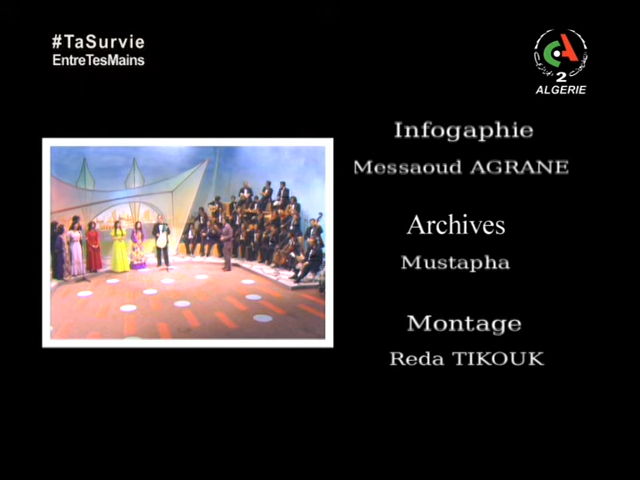 #TaSurvie
EntreTesMains
2
ALGERIE
Infogaphie
Messaoud AGRANE
Archives
Mustapha
Montage
Reda TIKOUK